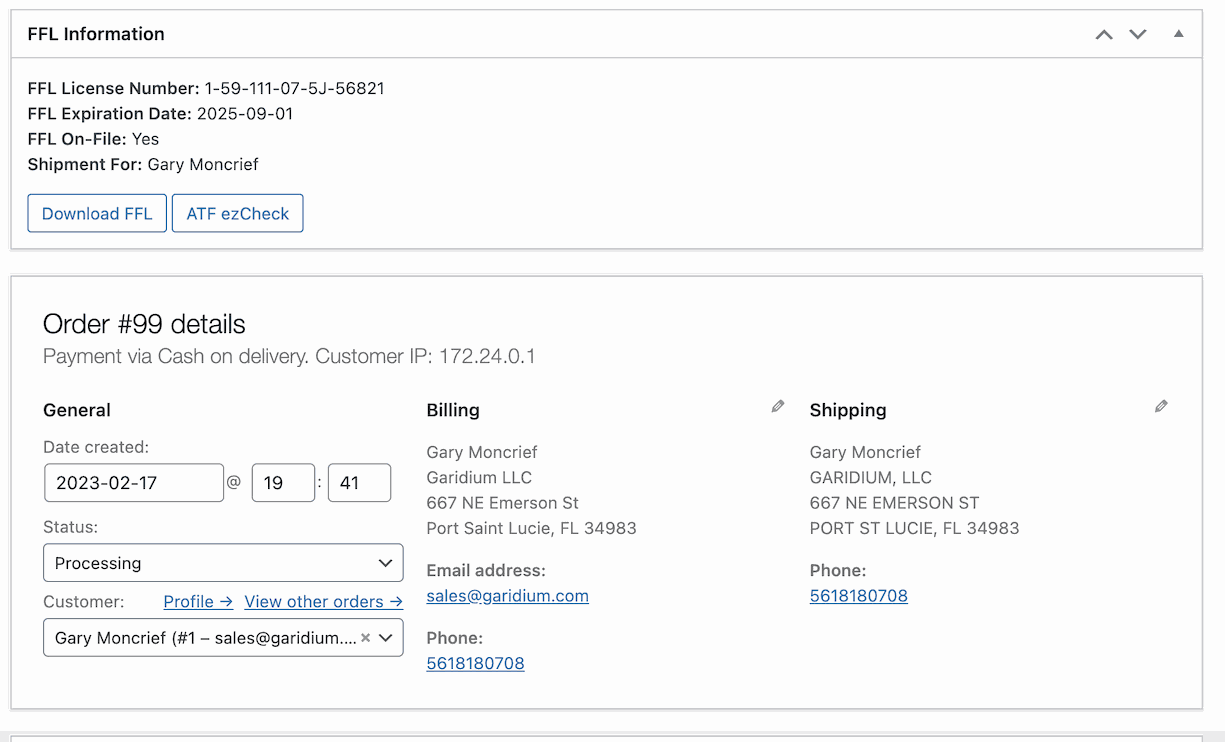 FFL Information
FFL License Number: 1-59-111-07-5J-56821
FFL Expiration Date: 2025-09-01
FFL On-File: Yes
Shipment For: Gary Moncrief
Download FFL
ATF ezCheck
Order #99 details
Payment via Cash on delivery. Customer IP: 172.24.0.1
General
Date created:
2023-02-17 @ 19 : 41
Status:
Processing
Customer: Profile → View other orders →
Gary Moncrief (#1 – sales@garidium.... ×
Billing
Gary Moncrief
Garidium LLC
667 NE Emerson St
Port Saint Lucie, FL 34983
Email address:
sales@garidium.com
Phone:
5618180708
Shipping
Gary Moncrief
GARIDIUM, LLC
667 NE EMERSON ST
PORT ST LUCIE, FL 34983
Phone:
5618180708